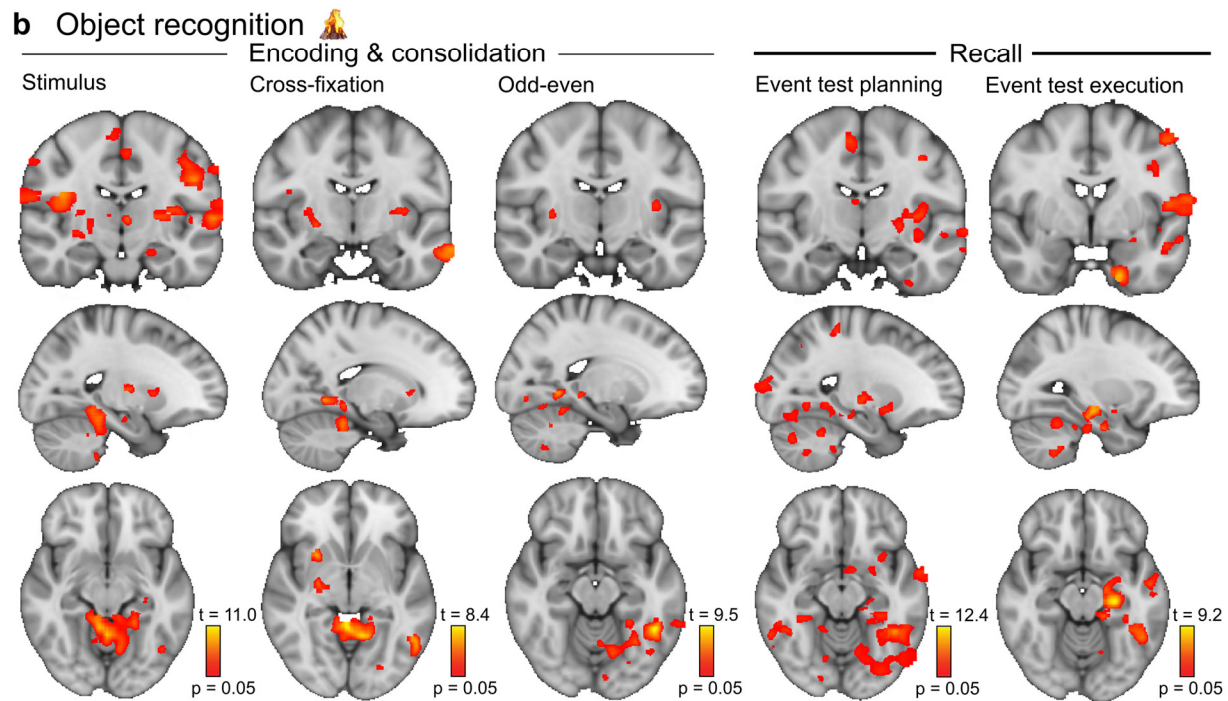 b Object recognition
Encoding & consolidation
Recall
Stimulus
Cross-fixation
Odd-even
Event test planning
Event test execution
t = 11.0
p = 0.05
t = 8.4
p = 0.05
t = 9.5
p = 0.05
t = 12.4
p = 0.05
t = 9.2
p = 0.05